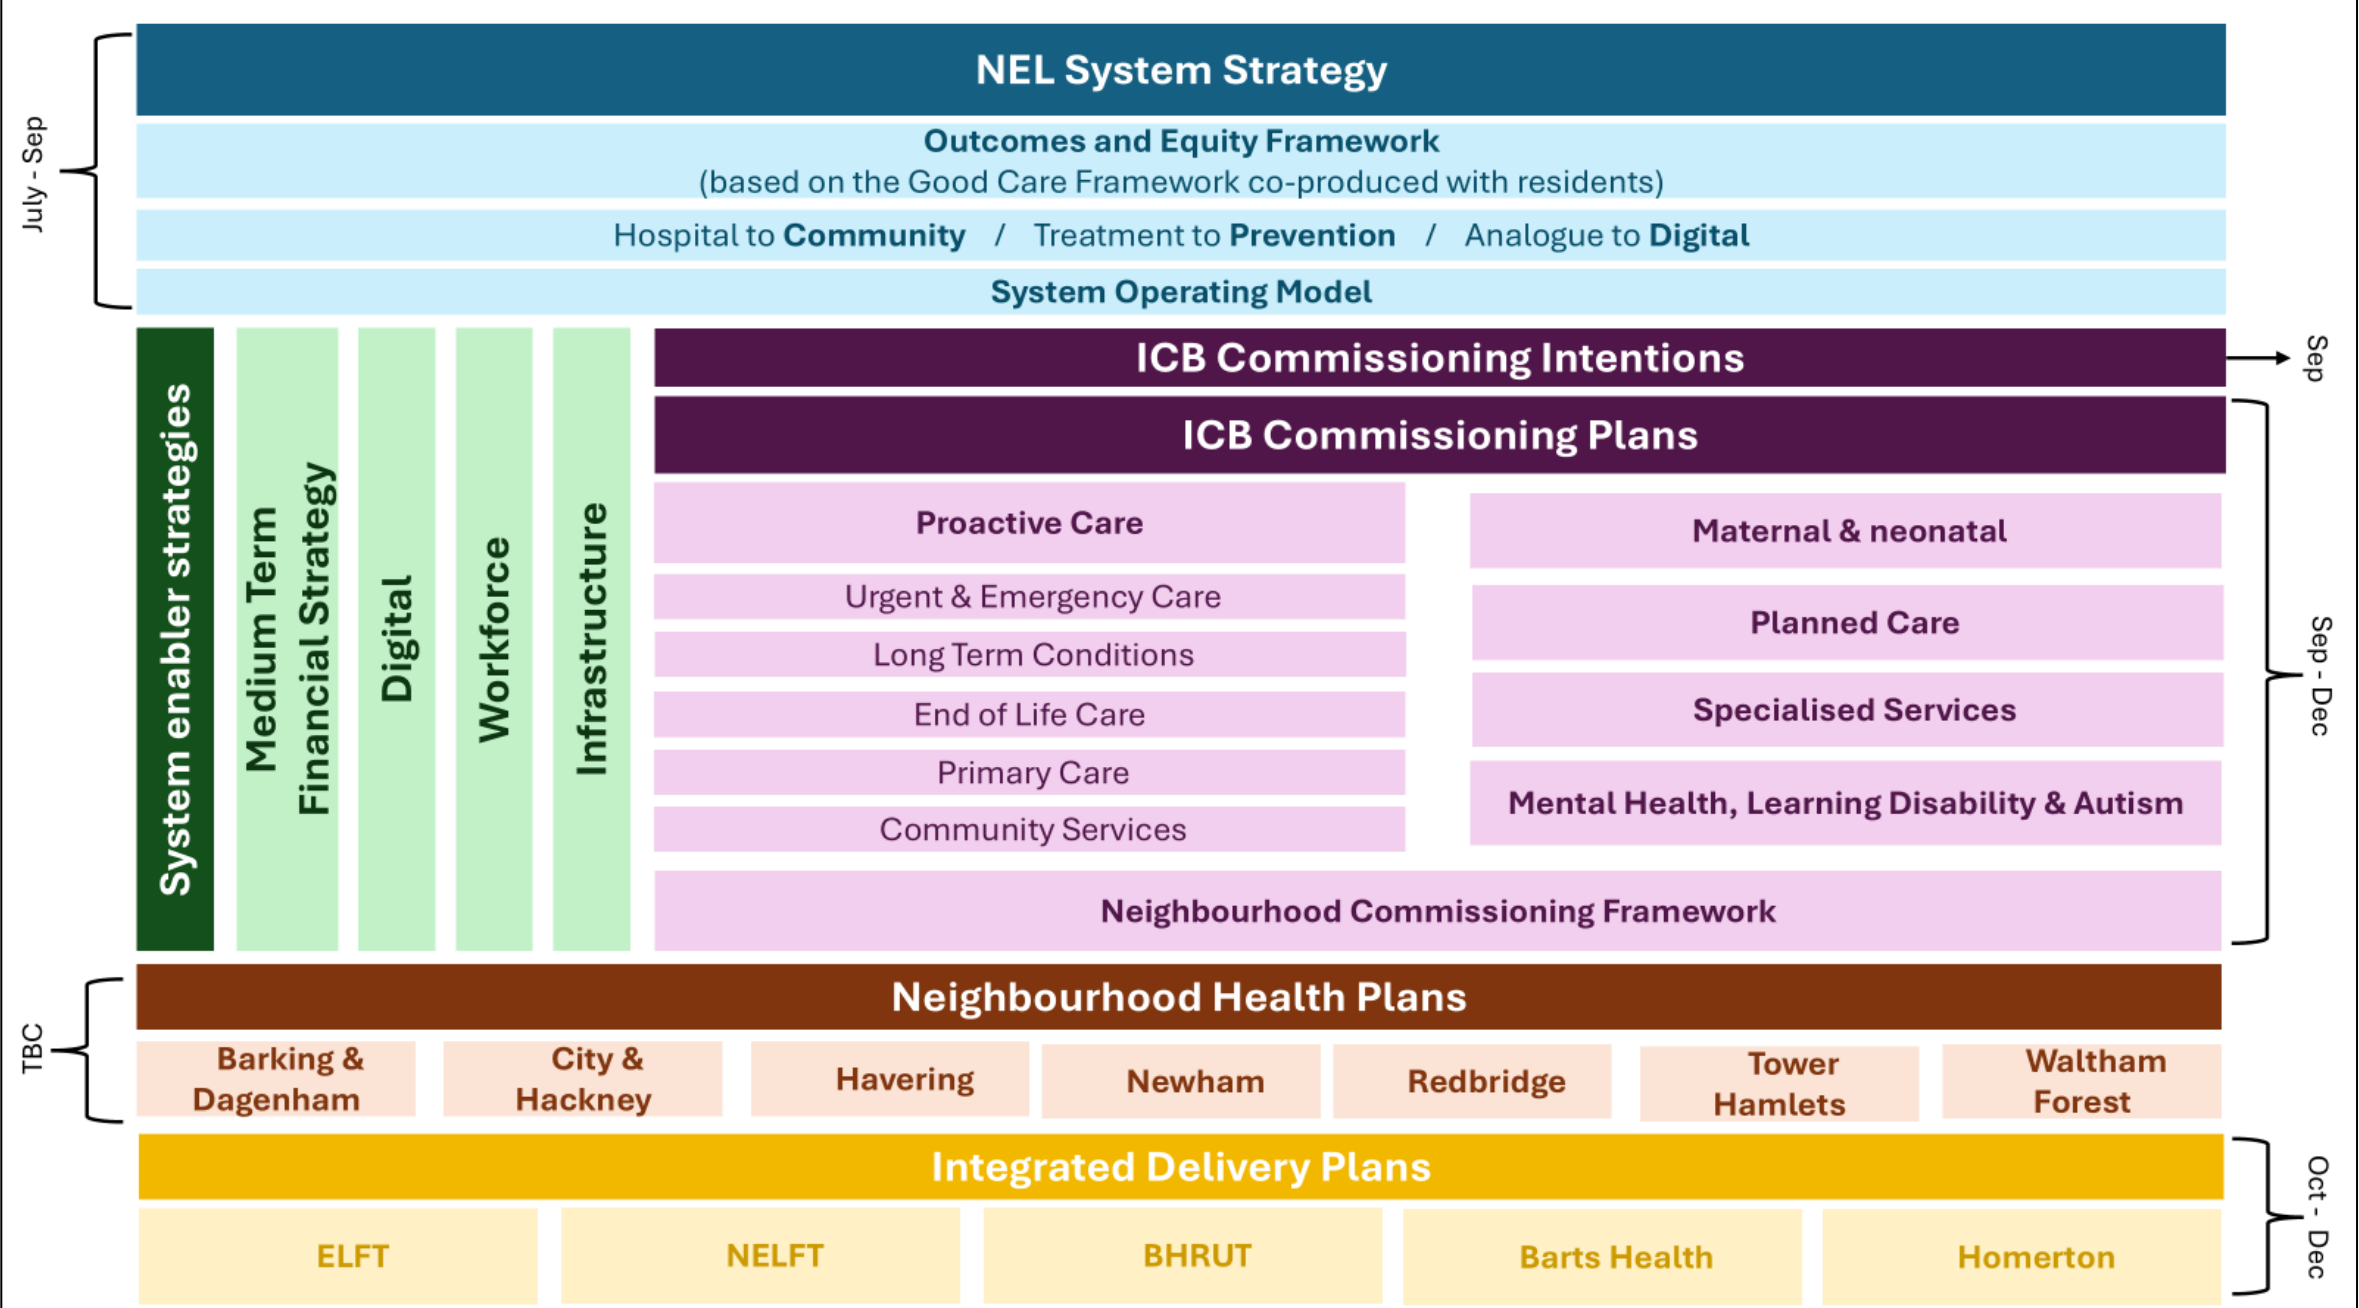 NEL System Strategy
Outcomes and Equity Framework
(based on the Good Care Framework co-produced with residents)
Hospital to Community / Treatment to Prevention / Analogue to Digital
System Operating Model
July - Sep
System enabler strategies
Medium Term
Financial Strategy
Digital
Workforce
Infrastructure
ICB Commissioning Intentions
Sep
ICB Commissioning Plans
Proactive Care
Urgent & Emergency Care
Long Term Conditions
End of Life Care
Primary Care
Community Services
Maternal & neonatal
Planned Care
Specialised Services
Mental Health, Learning Disability & Autism
Neighbourhood Commissioning Framework
Sep - Dec
Neighbourhood Health Plans
TBC
Barking &
Dagenham
City &
Hackney
Havering
Newham
Redbridge
Tower
Hamlets
Waltham
Forest
Integrated Delivery Plans
ELFT
NELFT
BHRUT
Barts Health
Homerton
Oct - Dec